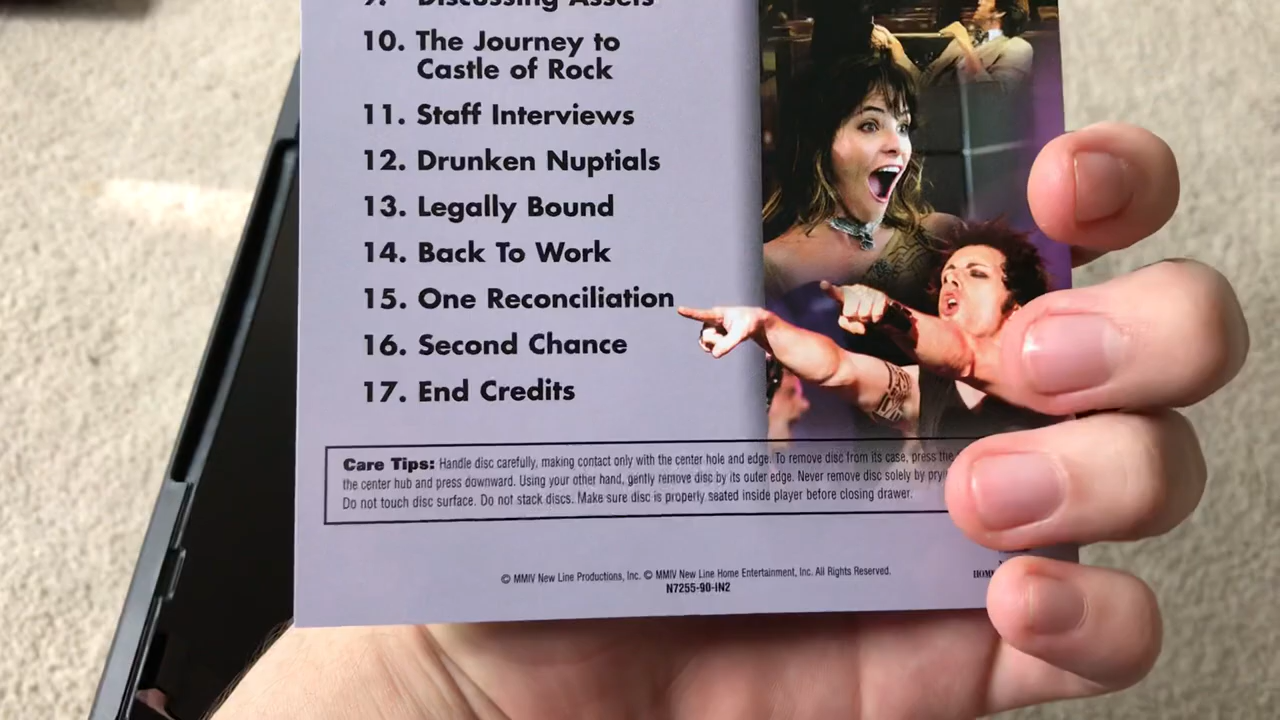 9. Discussing Assets
10. The Journey to
Castle of Rock
11. Staff Interviews
12. Drunken Nuptials
13. Legally Bound
14. Back To Work
15. One Reconciliation
16. Second Chance
17. End Credits
Care Tips: Handle disc carefully, making contact only with the center hole and edge. To remove disc from its case, press the
the center hub and press downward. Using your other hand, gently remove disc by its outer edge. Never remove disc solely by
Do not touch disc surface. Do not stack discs. Make sure disc is properly seated inside player before closing drawer.
© MMIV New Line Productions, Inc. © MMIV New Line Home Entertainment, Inc. All Rights Reserved.
N7255-90-IN2